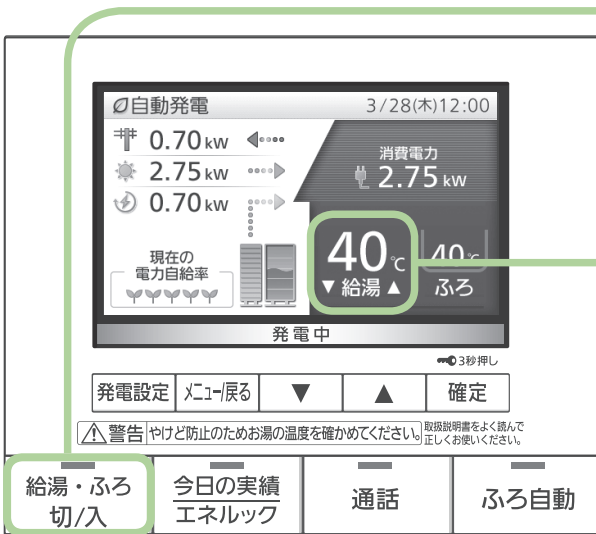 自動発電 3/28(木)12:00
0.70kW
2.75kW
0.70kW
消費電力
2.75kW
現在の
電力自給率
40℃
▼給湯▲
40℃
ふろ
発電中
3秒押し
発電設定 メニュー/戻る ▼ ▲ 確定
警告 やけど防止のためお湯の温度を確かめてください。 取扱説明書をよく読んで
正しくお使いください。
給湯・ふろ
切/入
今日の実績
エネルック
通話
ふろ自動